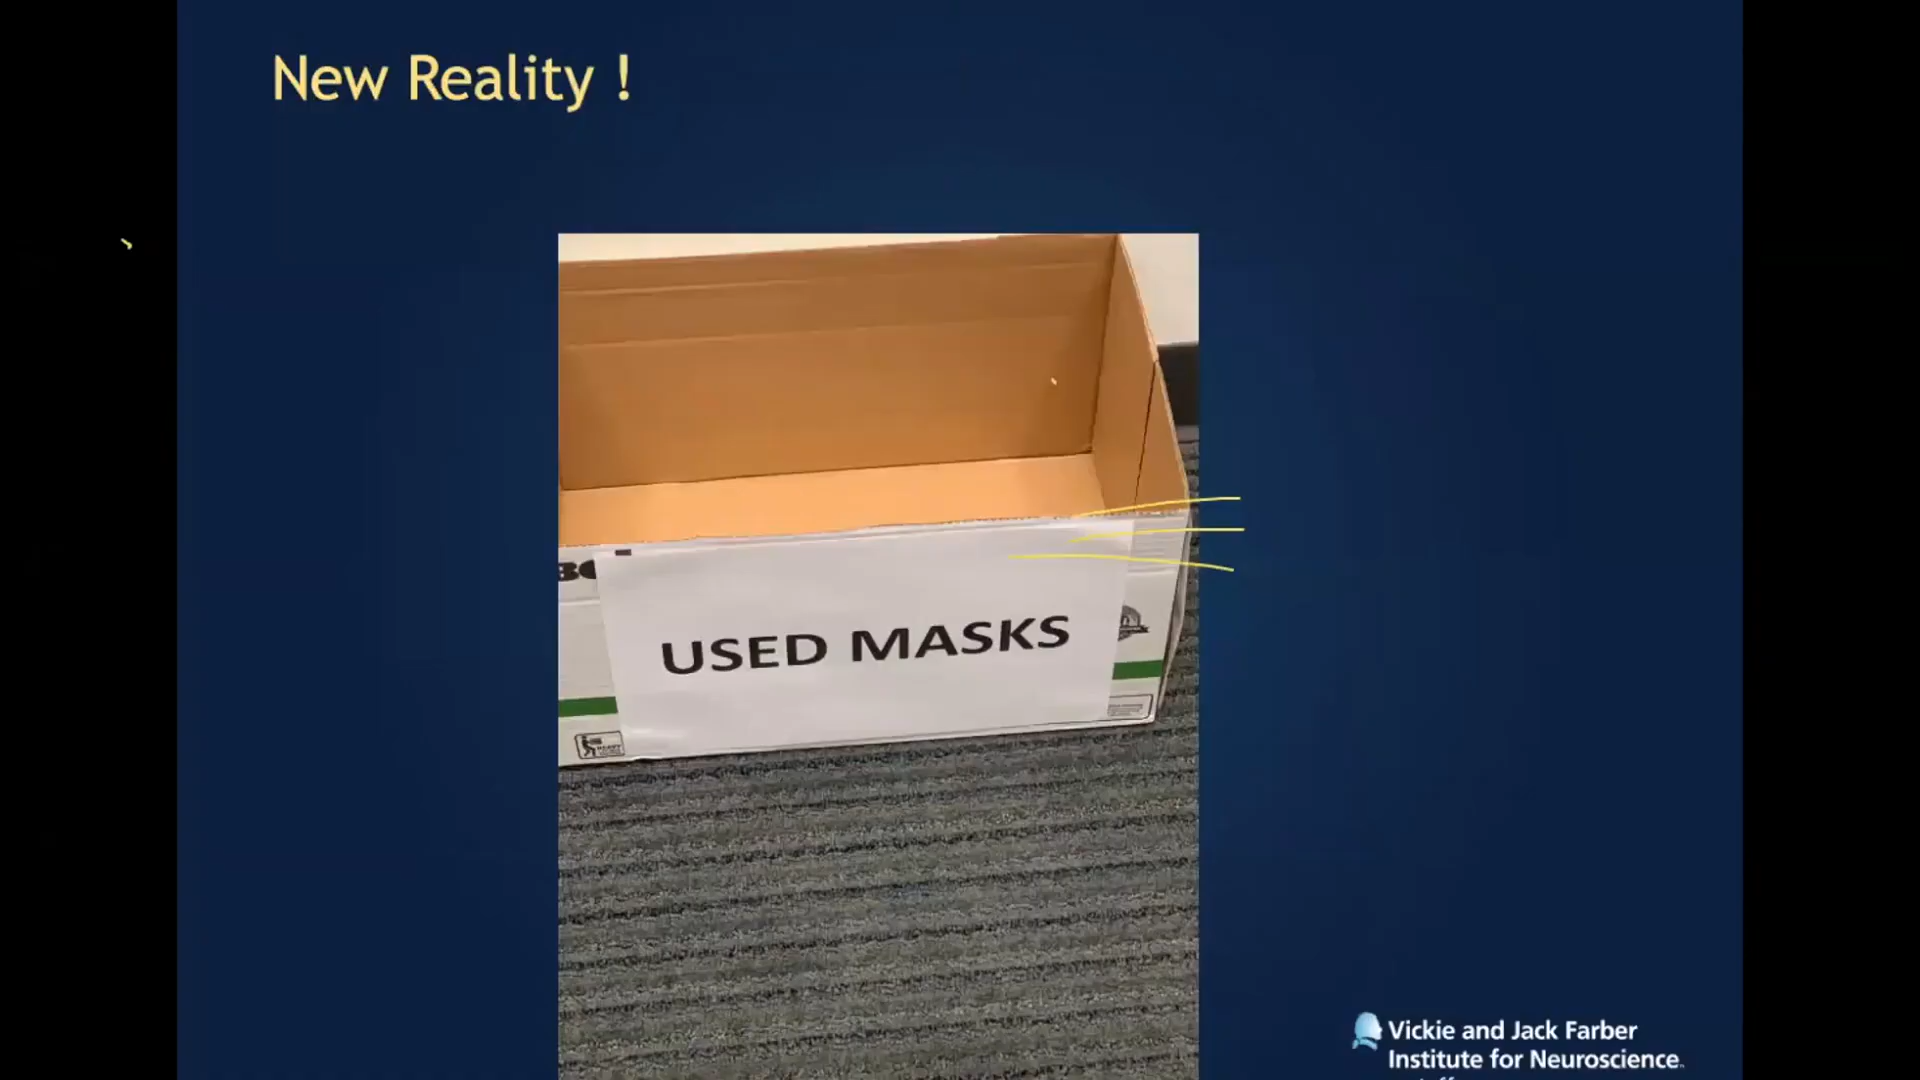 New Reality !
USED MASKS
Vickie and Jack Farber
Institute for Neuroscience